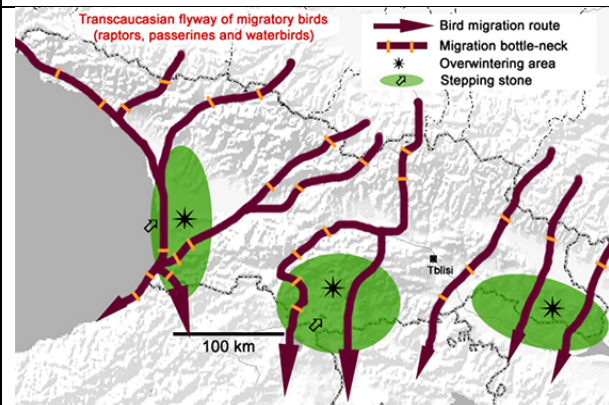 Transcaucasian flyway of migratory birds
(raptors, passerines and waterbirds)
Bird migration route
Migration bottle-neck
Overwintering area
Stepping stone
Tblisi
100 km